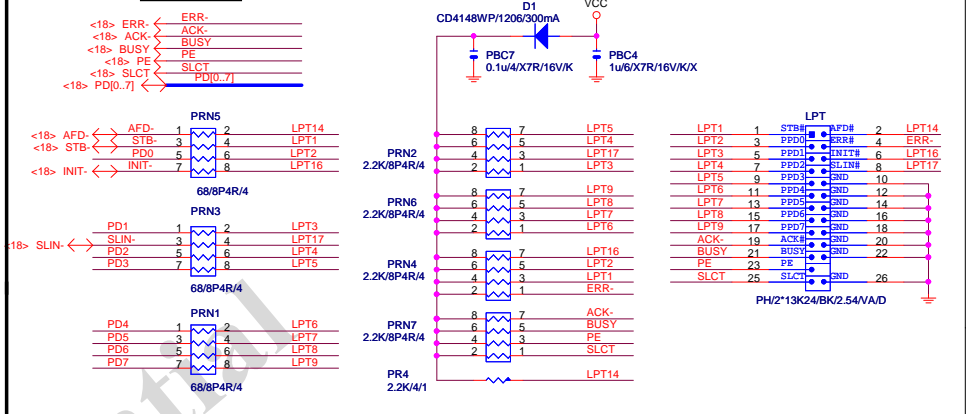 D1
VCC
CD4148WP/1206/300mA
<18> ERR- ERR-
<18> ACK- ACK-
<18> BUSY BUSY
<18> PE PE
<18> SLCT SLCT
<18> PD[0..7] PD[0..7]
PBC7
0.1u/4/X7R/16V/K
PBC4
1u/6/X7R/16V/K/X
PRN5
<18> AFD- AFD- 1 2 LPT14
<18> STB- STB- 3 4 LPT1
PD0 5 6 LPT2
<18> INIT- INIT- 7 8 LPT16
68/8P4R/4
PRN3
PD1 1 2 LPT3
<18> SLIN- SLIN- 3 4 LPT17
PD2 5 6 LPT4
PD3 7 8 LPT5
68/8P4R/4
PRN1
PD4 1 2 LPT6
PD5 3 4 LPT7
PD6 5 6 LPT8
PD7 7 8 LPT9
68/8P4R/4
PRN2
2.2K/8P4R/4
8 7 LPT5
6 5 LPT4
4 3 LPT17
2 1 LPT3
PRN6
2.2K/8P4R/4
8 7 LPT9
6 5 LPT8
4 3 LPT7
2 1 LPT6
PRN4
2.2K/8P4R/4
8 7 LPT16
6 5 LPT2
4 3 LPT1
2 1 ERR-
PRN7
2.2K/8P4R/4
8 7 ACK-
6 5 BUSY
4 3 PE
2 1 SLCT
PR4
2.2K/4/1
LPT14
LPT
LPT1 1 STB# AFD# 2 LPT14
LPT2 3 PPD0 ERR# 4 ERR-
LPT3 5 PPD1 INIT# 6 LPT16
LPT4 7 PPD2 SLIN# 8 LPT17
LPT5 9 PPD3 GND 10
LPT6 11 PPD4 GND 12
LPT7 13 PPD5 GND 14
LPT8 15 PPD6 GND 16
LPT9 17 PPD7 GND 18
ACK- 19 ACK# GND 20
BUSY 21 BUSY GND 22
PE 23 PE
SLCT 25 SLCT GND 26
PH/2*13K24/BK/2.54/VA/D
ential